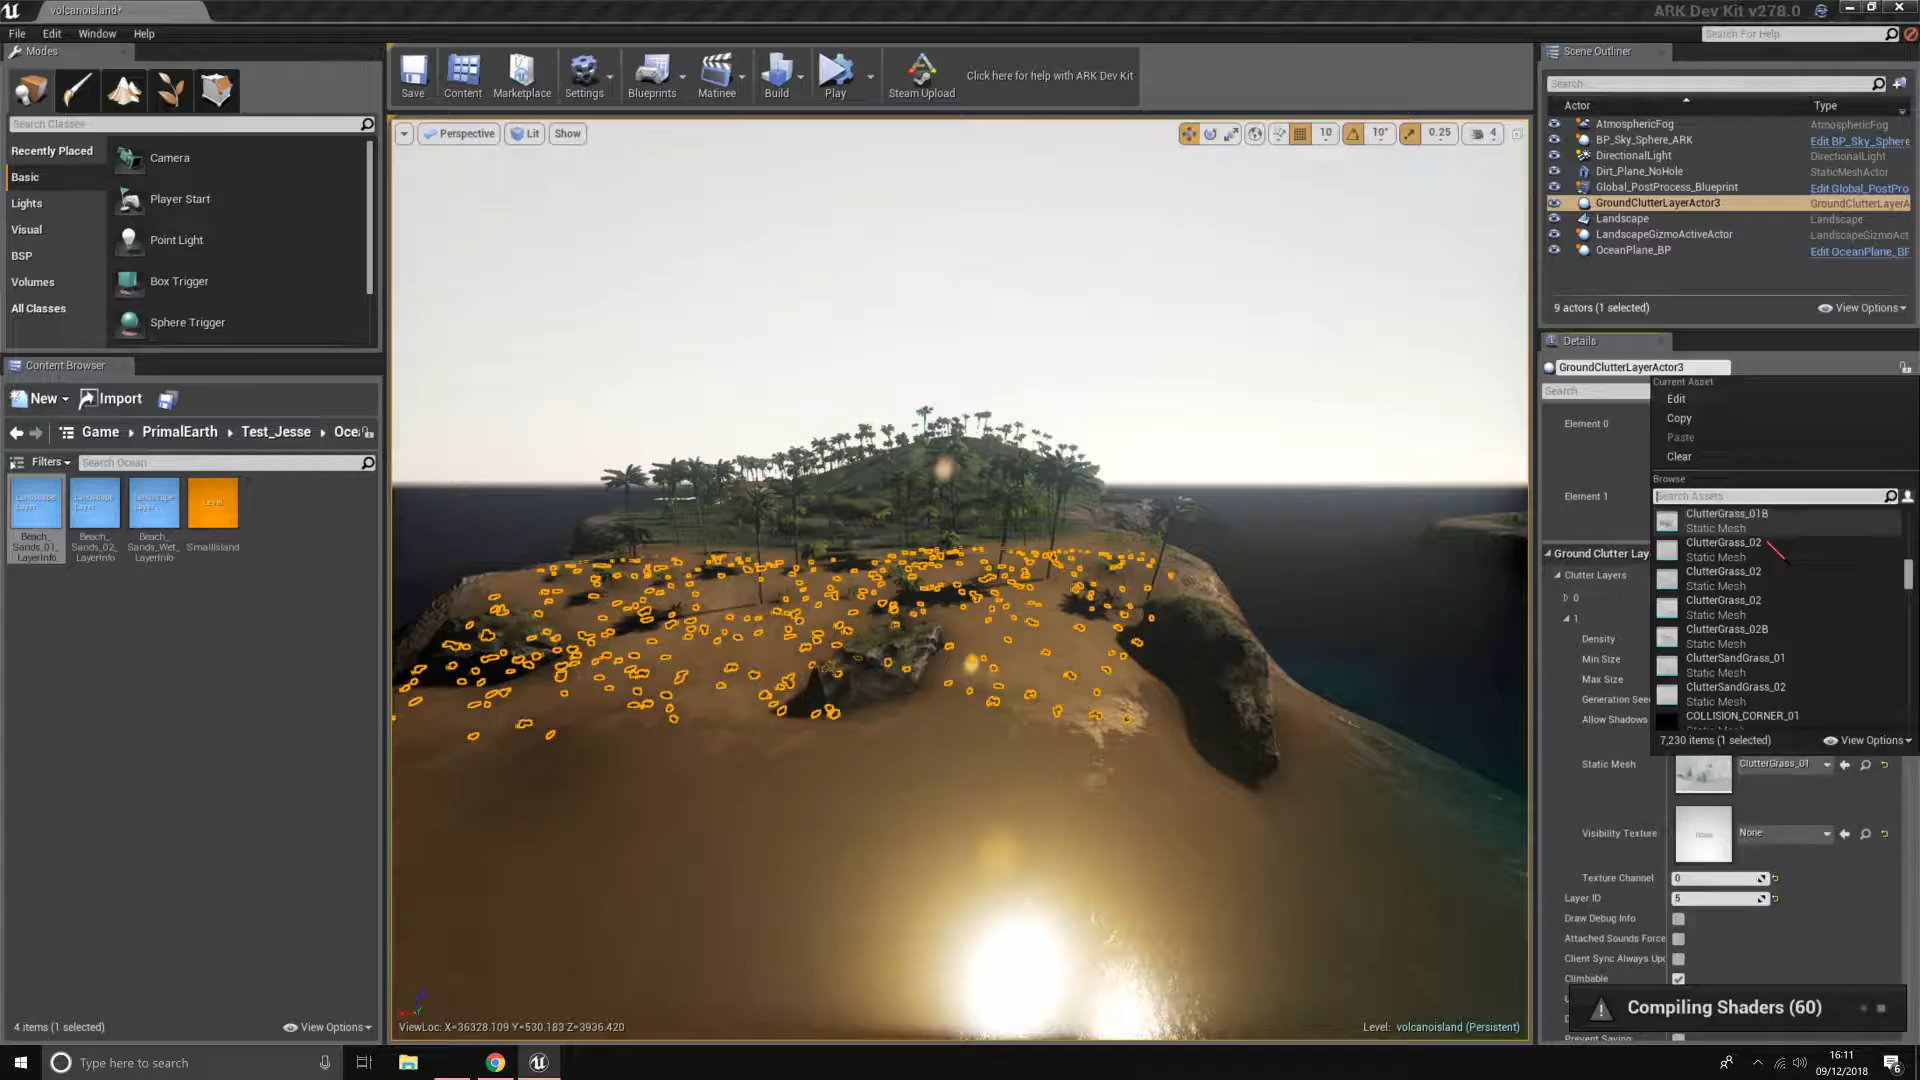 volcanoisland*
ARK Dev Kit v278.0
File Edit Window Help
Search For Help
Modes
Search Classes
Recently Placed
Basic
Lights
Visual
BSP
Volumes
All Classes
Camera
Player Start
Point Light
Box Trigger
Sphere Trigger
Save
Content
Marketplace
Settings
Blueprints
Matinee
Build
Play
Steam Upload
Click here for help with ARK Dev Kit
Perspective
Lit
Show
10
10°
0.25
4
Scene Outliner
Search...
Actor
Type
AtmosphericFog AtmosphericFog
BP_Sky_Sphere_ARK Edit BP_Sky_Sphere
DirectionalLight DirectionalLight
Dirt_Plane_NoHole StaticMeshActor
Global_PostProcess_Blueprint Edit Global_PostPro
GroundClutterLayerActor3 GroundClutterLayerA
Landscape Landscape
LandscapeGizmoActiveActor LandscapeGizmoAct
OceanPlane_BP Edit OceanPlane_BP
9 actors (1 selected)
View Options
Details
GroundClutterLayerActor3
Search
Current Asset
Edit
Copy
Paste
Clear
Browse
Search Assets
ClutterGrass_01B
Static Mesh
ClutterGrass_02
Static Mesh
ClutterGrass_02
Static Mesh
ClutterGrass_02
Static Mesh
ClutterGrass_02B
Static Mesh
ClutterSandGrass_01
Static Mesh
ClutterSandGrass_02
Static Mesh
COLLISION_CORNER_01
7,230 items (1 selected)
View Options
Element 0
Element 1
Ground Clutter Lay
Clutter Layers
0
1
Density
Min Size
Max Size
Generation See
Allow Shadows
Static Mesh
ClutterGrass_01
Visibility Texture
None
None
Texture Channel
0
Layer ID
5
Draw Debug Info
Attached Sounds Force
Client Sync Always Upd
Climbable
Compiling Shaders (60)
Content Browser
New
Import
Game
PrimalEarth
Test_Jesse
Oce
Filters
Search Ocean
Landscape
Layer
Landscape
Layer
Landscape
Layer
Level
Beach_
Sands_01_
LayerInfo
Beach_
Sands_02_
LayerInfo
Beach_
Sands_Wet_
LayerInfo
SmallIsland
4 items (1 selected)
View Options
ViewLoc: X=36328.109 Y=530.183 Z=3936.420
Level: volcanoisland (Persistent)
Type here to search
16:11
09/12/2018
6